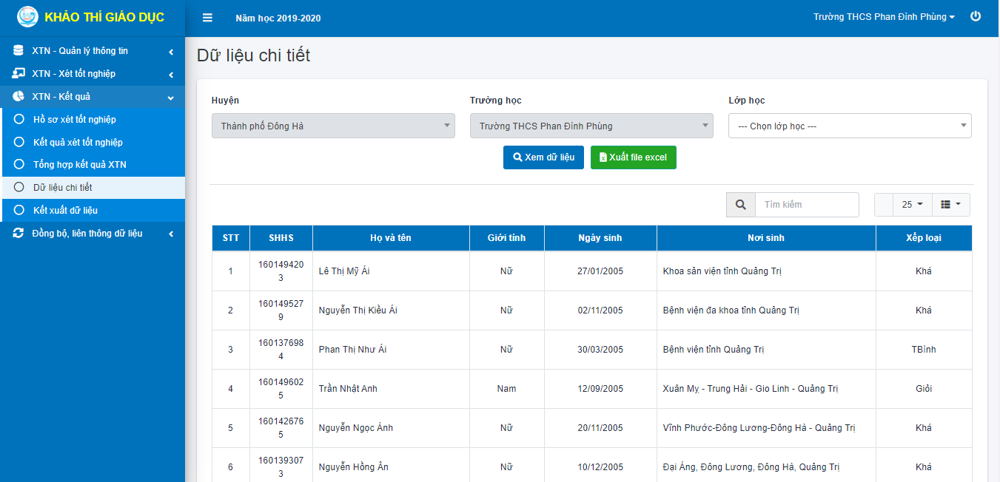 KHẢO THÍ GIÁO DỤC
Năm học 2019-2020
Trường THCS Phan Đình Phùng
XTN - Quản lý thông tin
XTN - Xét tốt nghiệp
XTN - Kết quả
Hồ sơ xét tốt nghiệp
Kết quả xét tốt nghiệp
Tổng hợp kết quả XTN
Dữ liệu chi tiết
Kết xuất dữ liệu
Đồng bộ, liên thông dữ liệu
Dữ liệu chi tiết
Huyện Trường học Lớp học
Thành phố Đông Hà Trường THCS Phan Đình Phùng --- Chọn lớp học ---
Xem dữ liệu Xuất file excel
Tìm kiếm 25
STT SHHS Họ và tên Giới tính Ngày sinh Nơi sinh Xếp loại
1 1601494203 Lê Thị Mỹ Ái Nữ 27/01/2005 Khoa sản viện tỉnh Quảng Trị Khá
2 1601495279 Nguyễn Thị Kiều Ái Nữ 02/11/2005 Bệnh viện đa khoa tỉnh Quảng Trị Khá
3 1601376984 Phan Thị Như Ái Nữ 30/03/2005 Bệnh viện tỉnh Quảng Trị TBình
4 1601496025 Trần Nhật Anh Nam 12/09/2005 Xuân Mỵ - Trung Hải - Gio Linh - Quảng Trị Giỏi
5 1601426765 Nguyễn Ngọc Ánh Nữ 20/11/2005 Vĩnh Phước-Đông Lương-Đông Hà - Quảng Trị Khá
6 1601393073 Nguyễn Hồng Ân Nữ 10/12/2005 Đại Áng, Đông Lương, Đông Hà, Quảng Trị Khá